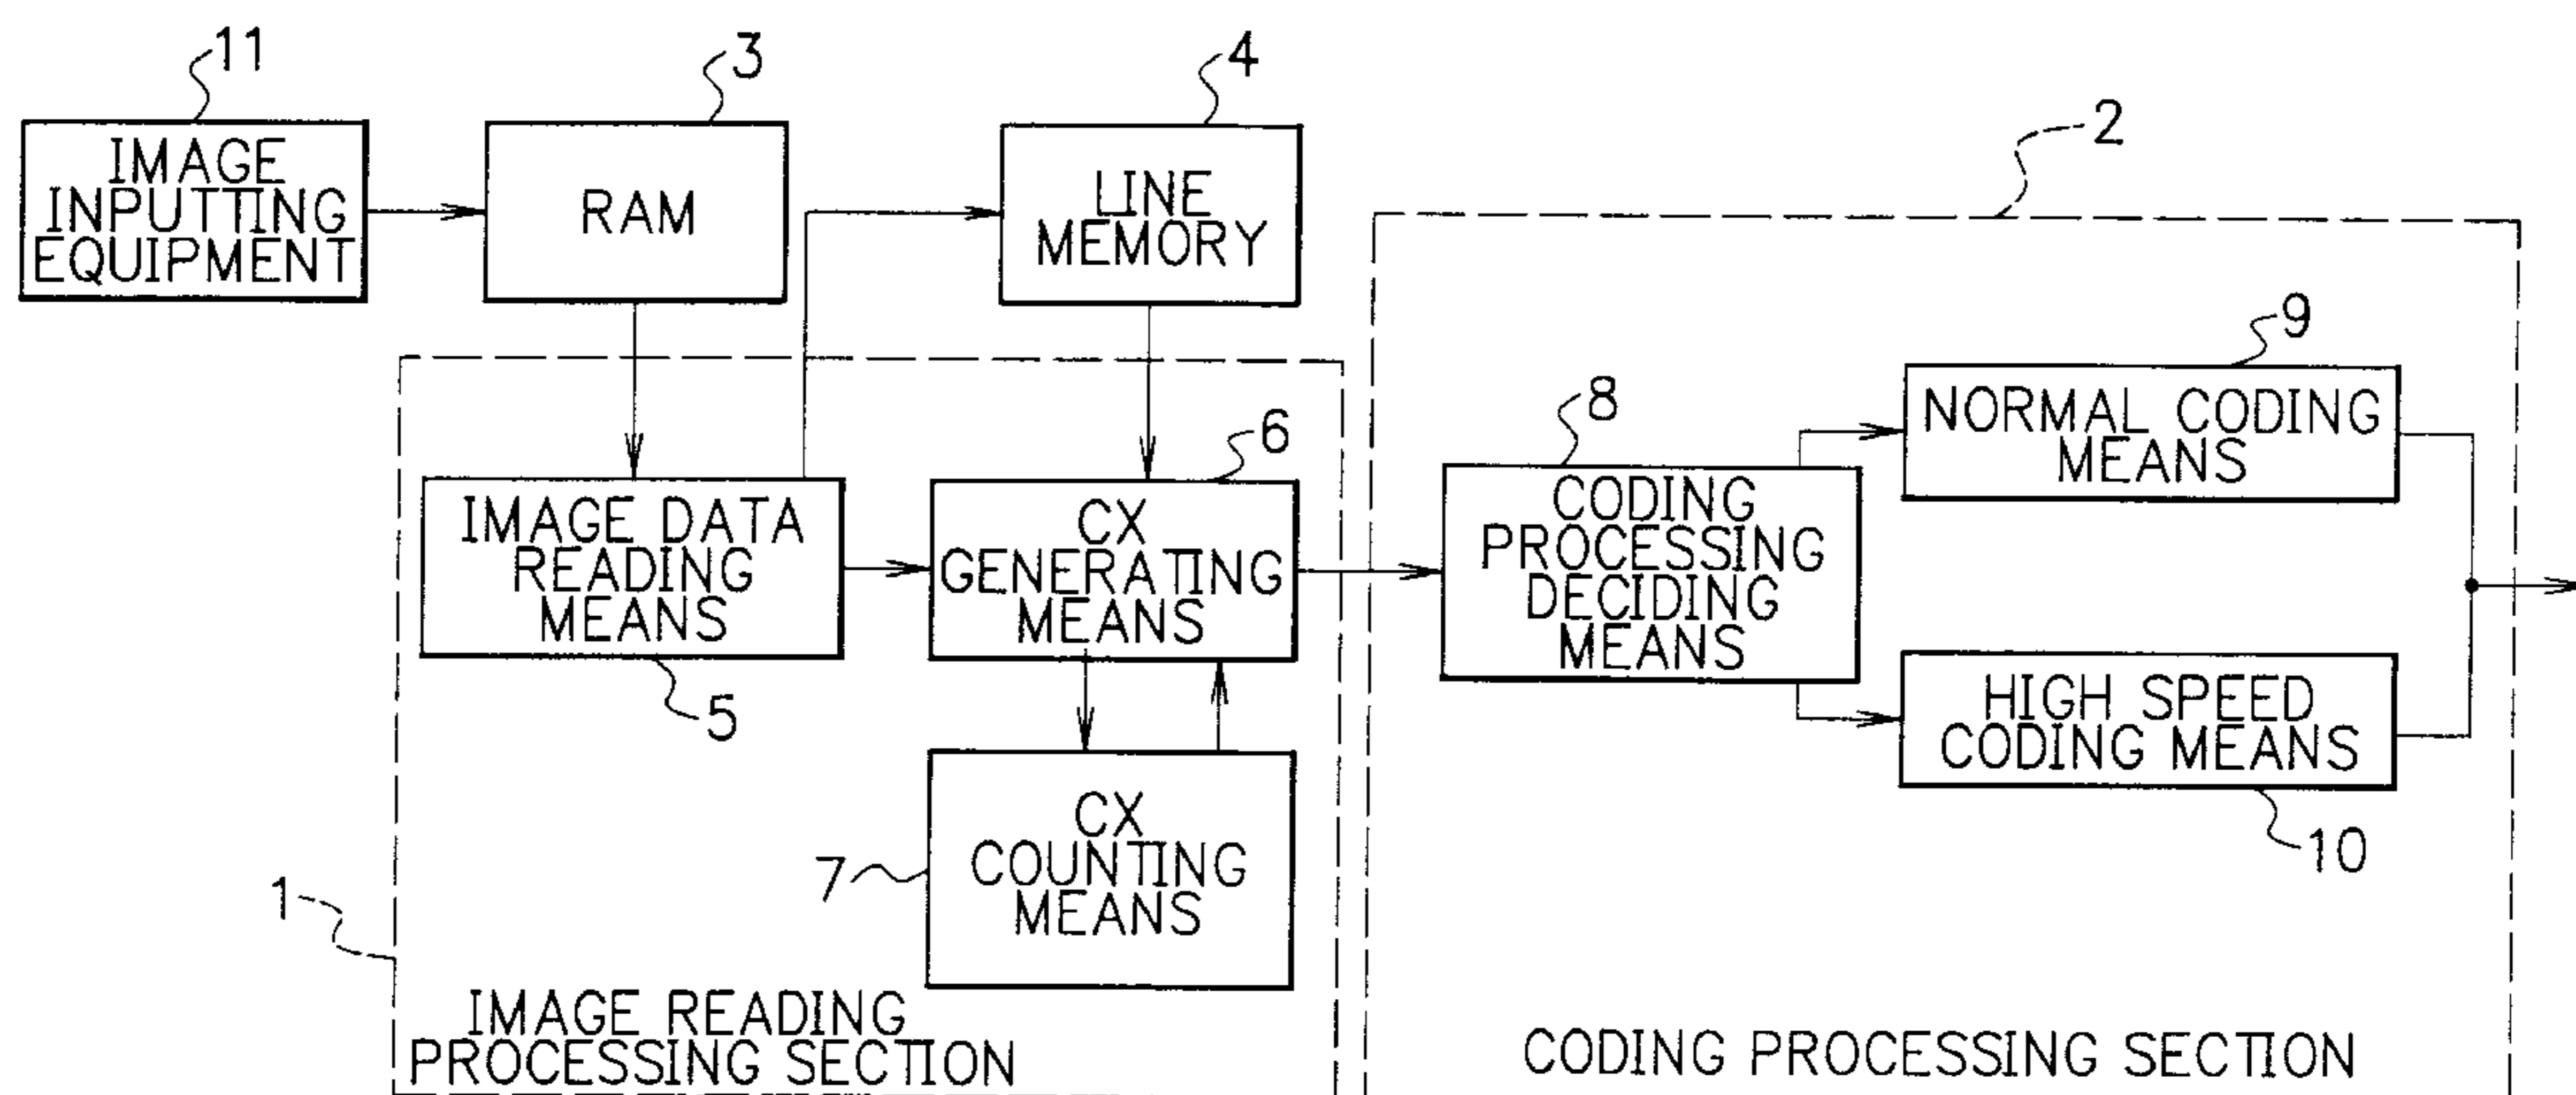 11
3
4
2
IMAGE
INPUTTING
EQUIPMENT
RAM
LINE
MEMORY
9
NORMAL CODING
MEANS
8
6
IMAGE DATA
READING
MEANS
5
CX
GENERATING
MEANS
CODING
PROCESSING
DECIDING
MEANS
HIGH SPEED
CODING MEANS
10
CX
COUNTING
MEANS
7
1
IMAGE READING
PROCESSING SECTION
CODING PROCESSING SECTION